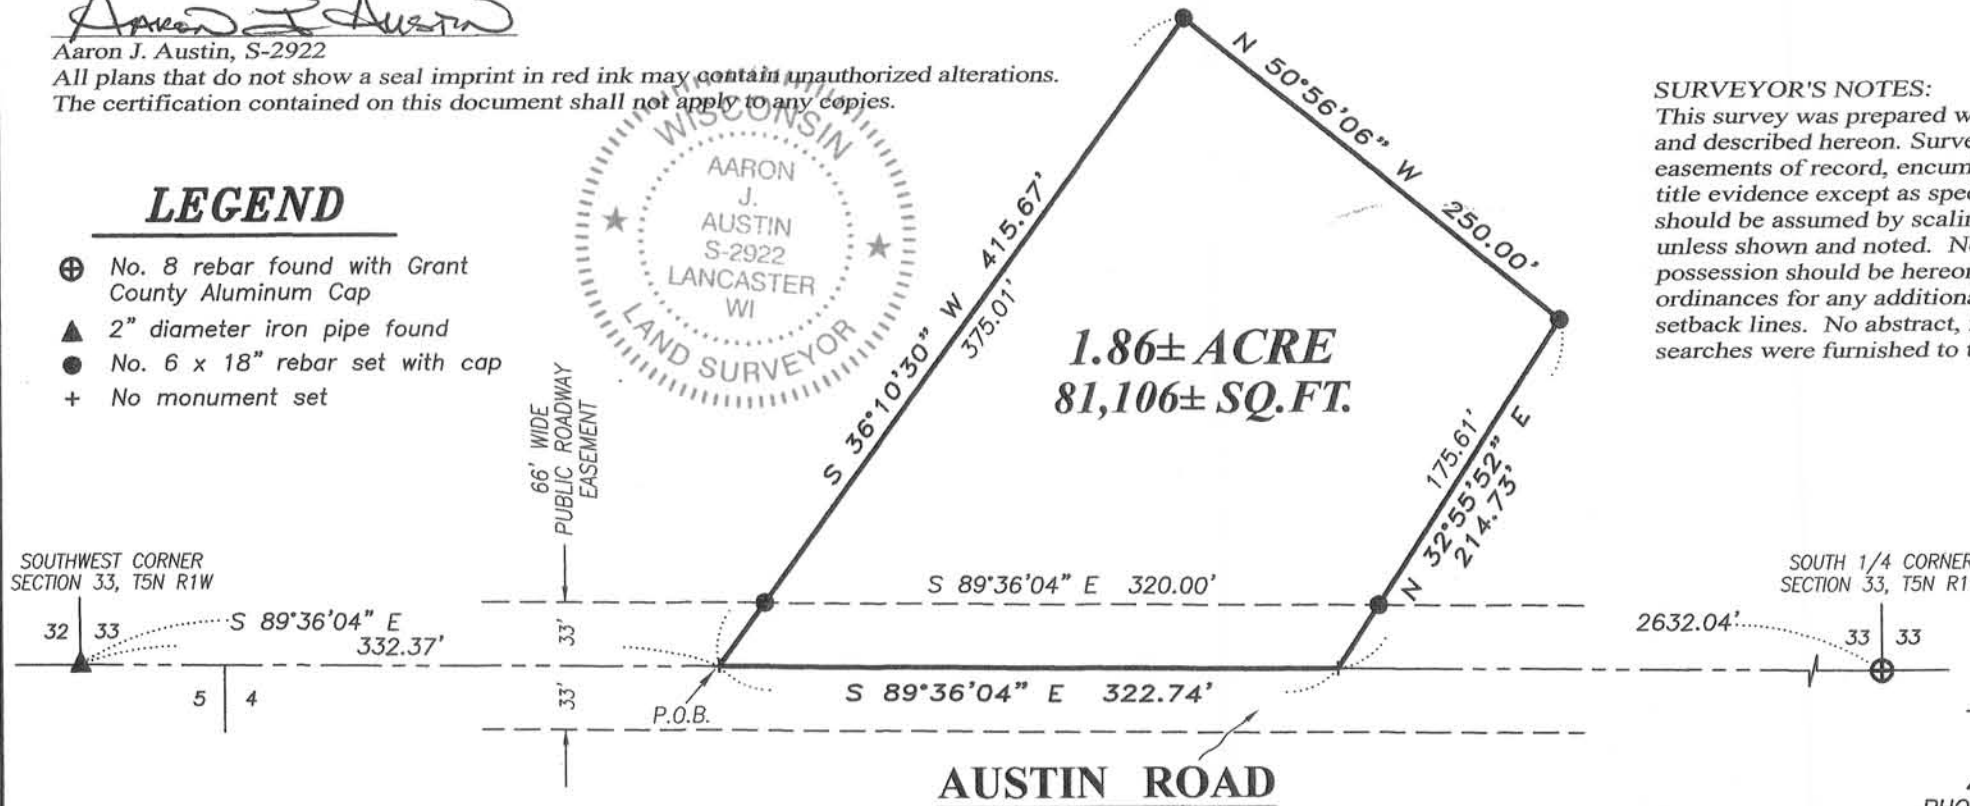 Aaron J Austin
Aaron J. Austin, S-2922
All plans that do not show a seal imprint in red ink may contain unauthorized alterations.
The certification contained on this document shall not apply to any copies.
WISCONSIN
AARON
J.
AUSTIN
S-2922
LANCASTER
WI
LAND SURVEYOR
LEGEND
⊕ No. 8 rebar found with Grant
County Aluminum Cap
▲ 2" diameter iron pipe found
● No. 6 x 18" rebar set with cap
+ No monument set
SURVEYOR'S NOTES:
This survey was prepared w
and described hereon. Surve
easements of record, encum
title evidence except as spe
should be assumed by scali
unless shown and noted. N
possession should be hereo
ordinances for any addition
setback lines. No abstract,
searches were furnished to
N 50°56'06" W 250.00'
S 36°10'30" W 415.67'
375.01'
1.86± ACRE
81,106± SQ.FT.
175.61'
N 32°55'52" E
214.73'
66' WIDE
PUBLIC ROADWAY
EASEMENT
SOUTHWEST CORNER
SECTION 33, T5N R1W
32 33
S 89°36'04" E
332.37'
5 4
33'
33'
S 89°36'04" E 320.00'
S 89°36'04" E 322.74'
P.O.B.
SOUTH 1/4 CORNER
SECTION 33, T5N R1
2632.04'
33 33
AUSTIN ROAD